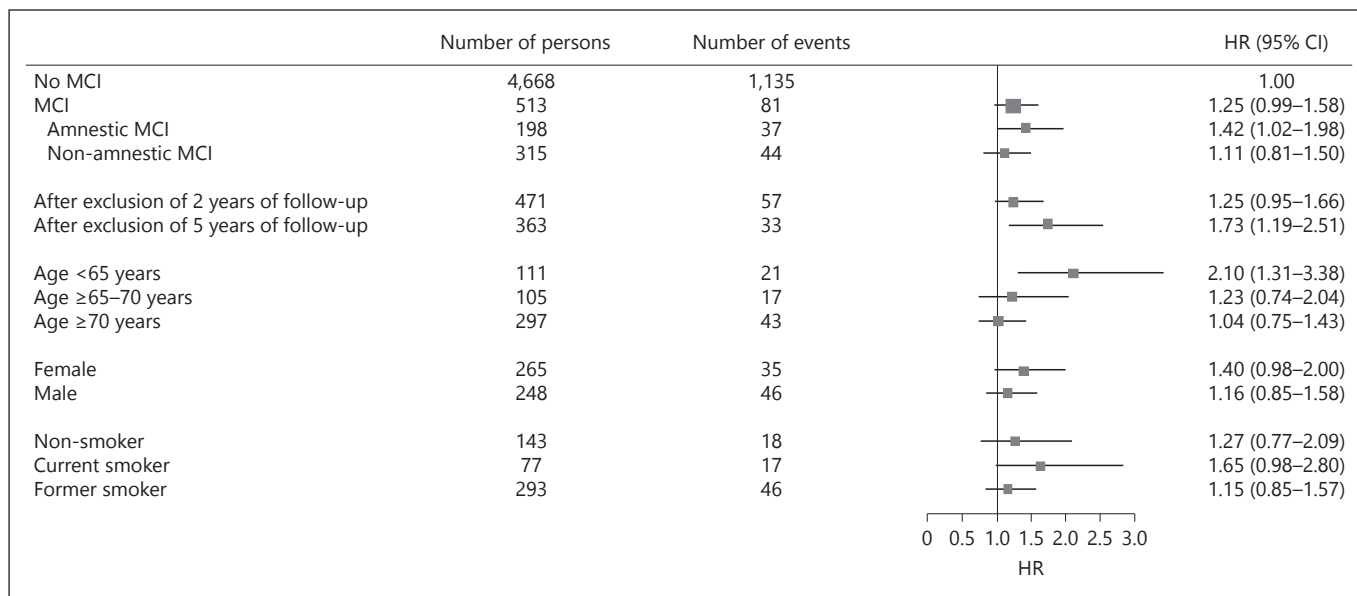 Number of persons Number of events HR (95% CI)
No MCI 4,668 1,135 1.00
MCI 513 81 1.25 (0.99–1.58)
Amnestic MCI 198 37 1.42 (1.02–1.98)
Non-amnestic MCI 315 44 1.11 (0.81–1.50)
After exclusion of 2 years of follow-up 471 57 1.25 (0.95–1.66)
After exclusion of 5 years of follow-up 363 33 1.73 (1.19–2.51)
Age <65 years 111 21 2.10 (1.31–3.38)
Age ≥65–70 years 105 17 1.23 (0.74–2.04)
Age ≥70 years 297 43 1.04 (0.75–1.43)
Female 265 35 1.40 (0.98–2.00)
Male 248 46 1.16 (0.85–1.58)
Non-smoker 143 18 1.27 (0.77–2.09)
Current smoker 77 17 1.65 (0.98–2.80)
Former smoker 293 46 1.15 (0.85–1.57)
0 0.5 1.0 1.5 2.0 2.5 3.0
HR